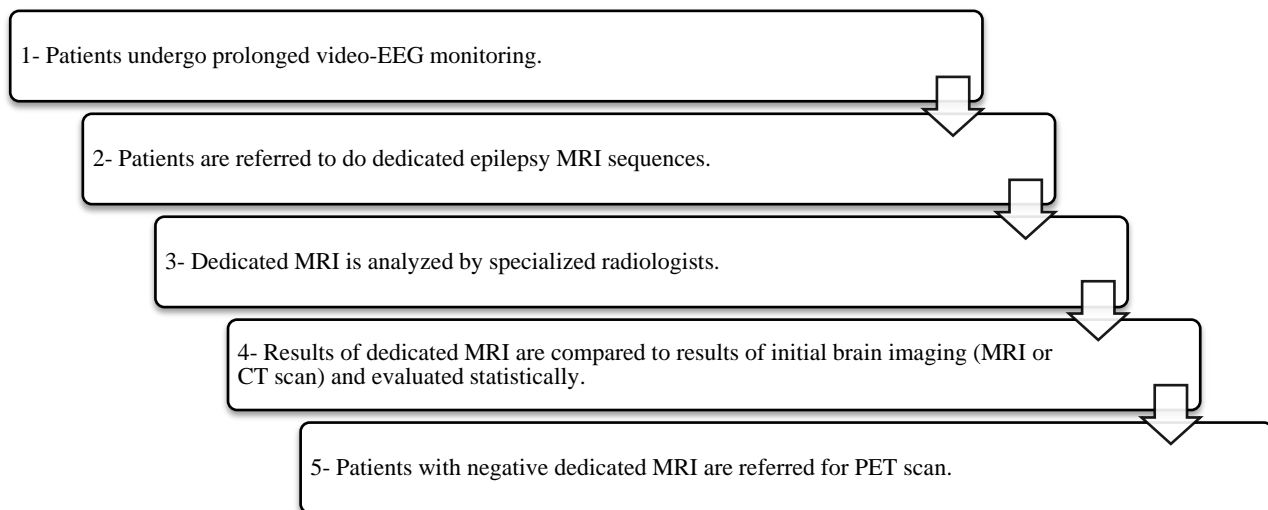 1- Patients undergo prolonged video-EEG monitoring.
2- Patients are referred to do dedicated epilepsy MRI sequences.
3- Dedicated MRI is analyzed by specialized radiologists.
4- Results of dedicated MRI are compared to results of initial brain imaging (MRI or
CT scan) and evaluated statistically.
5- Patients with negative dedicated MRI are referred for PET scan.